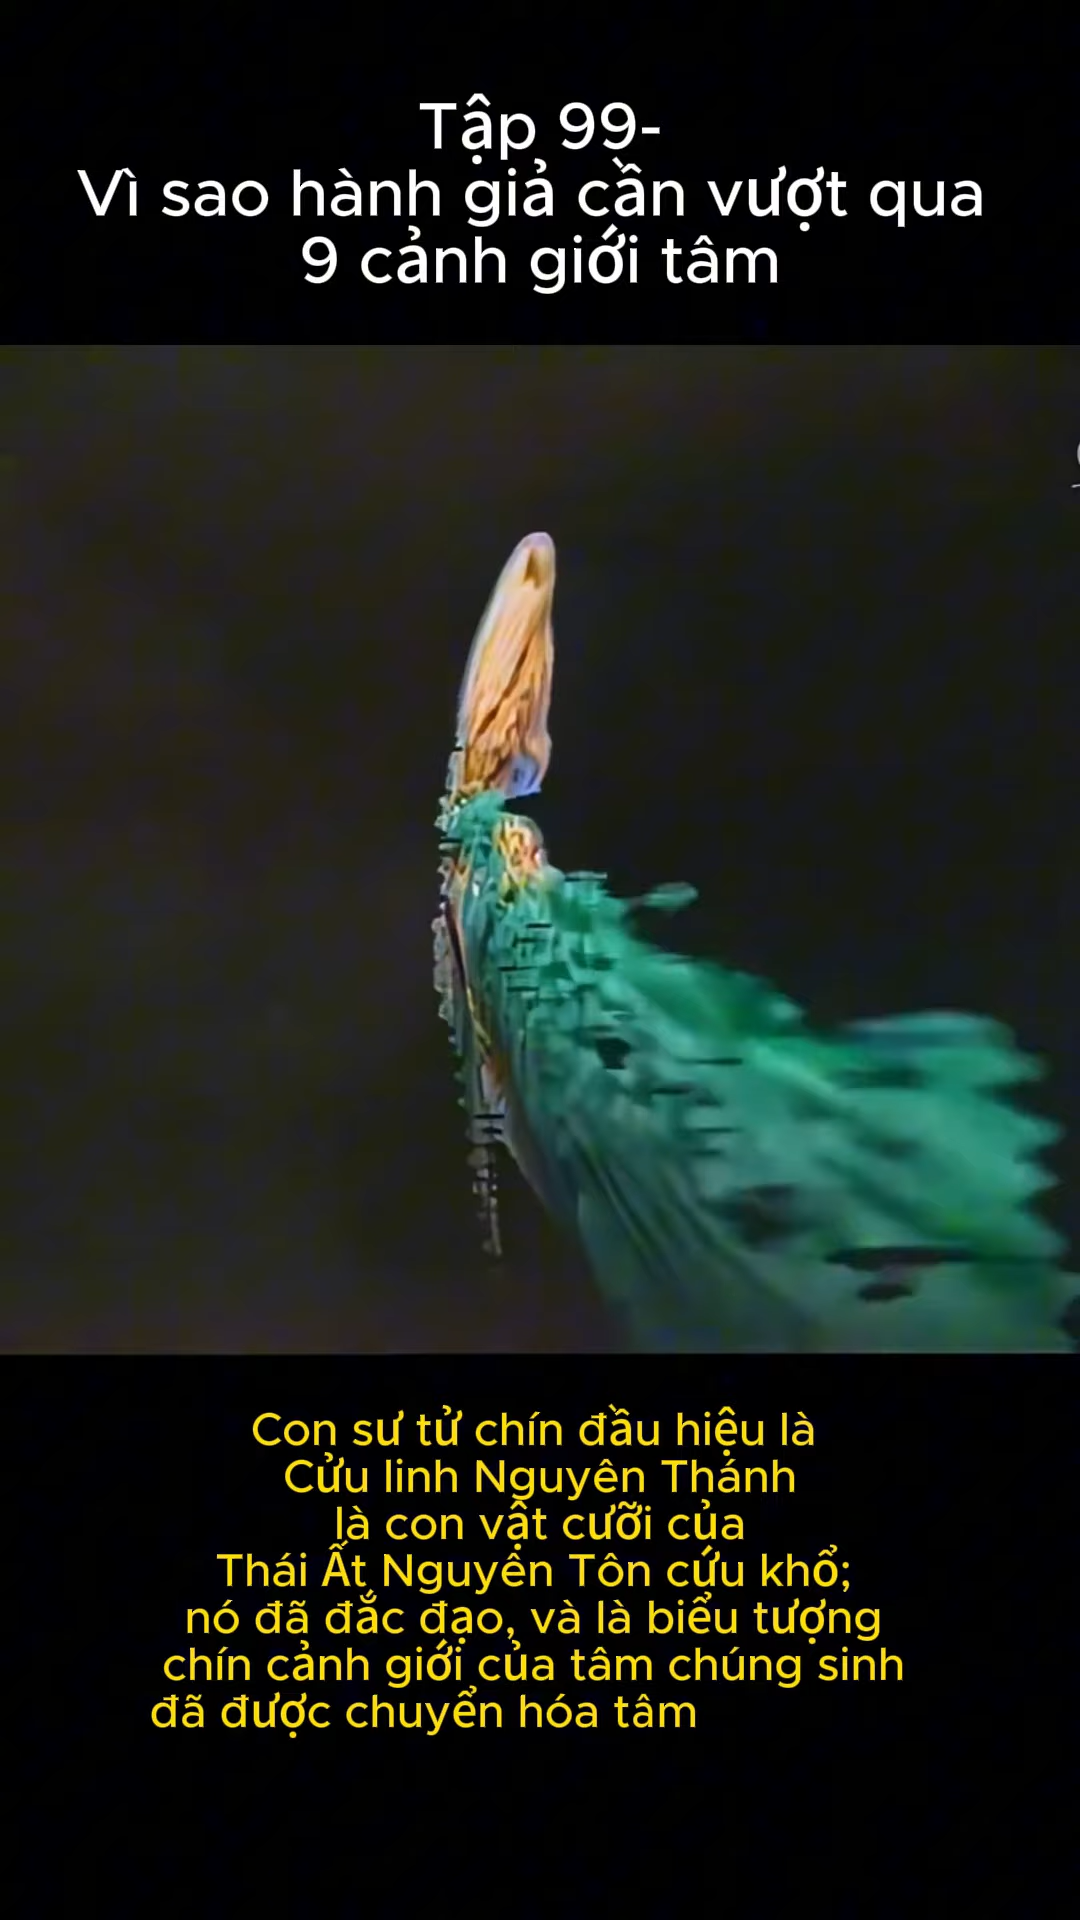 Tập 99-
Vì sao hành giả cần vượt qua
9 cảnh giới tâm
Con sư tử chín đầu hiệu là
Cửu linh Nguyên Thánh
là con vật cưỡi của
Thái Ất Nguyên Tôn cứu khổ;
nó đã đắc đạo, và là biểu tượng
chín cảnh giới của tâm chúng sinh
đã được chuyển hóa tâm